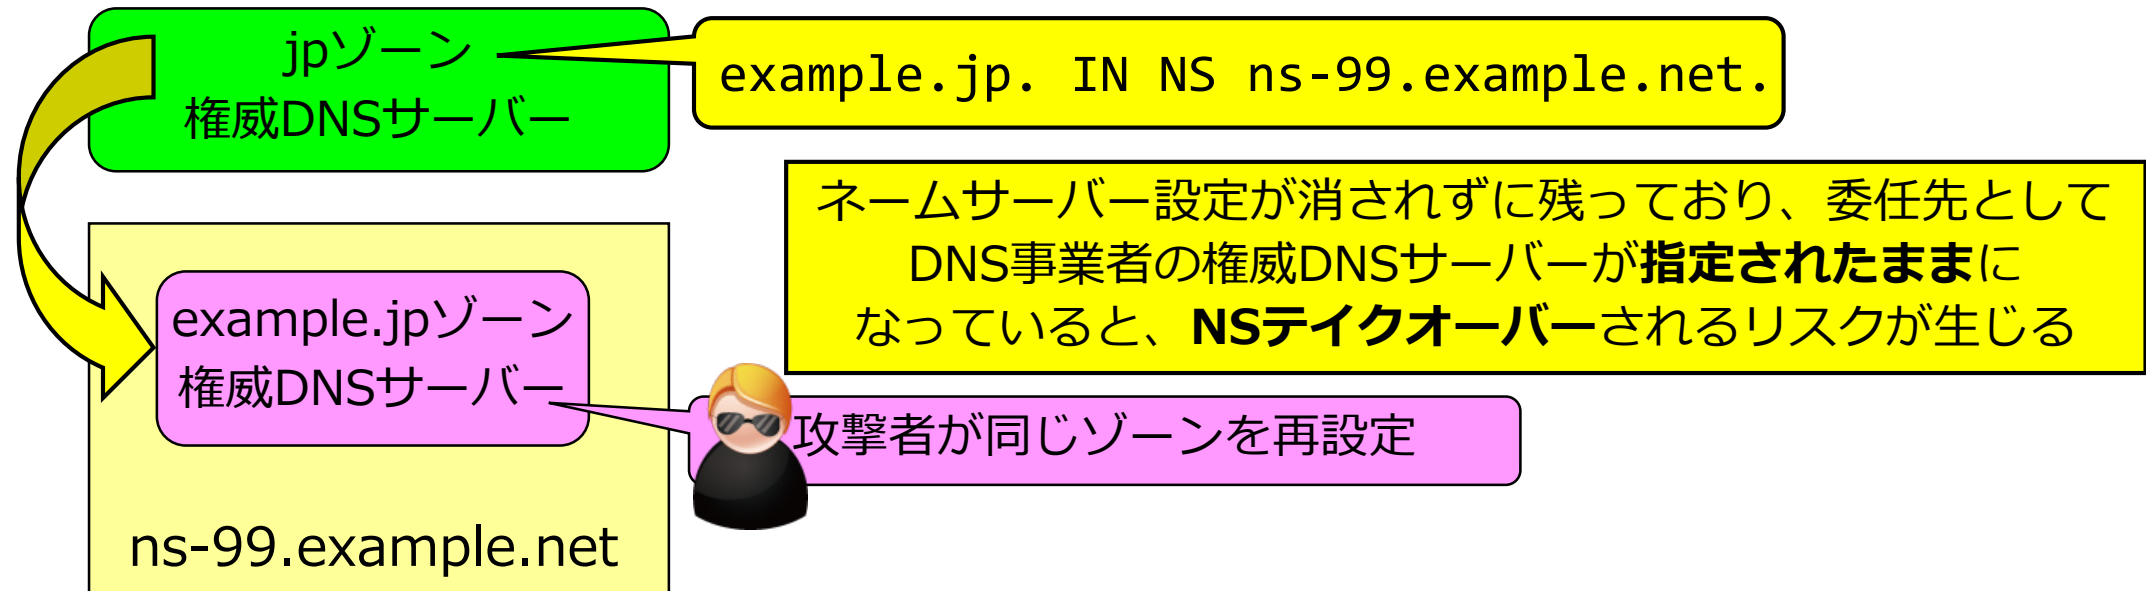 jpゾーン
権威DNSサーバー
example.jp. IN NS ns-99.example.net.
ネームサーバー設定が消されずに残っており、委任先として
DNS事業者の権威DNSサーバーが指定されたままに
なっていると、NSテイクオーバーされるリスクが生じる
example.jpゾーン
権威DNSサーバー
攻撃者が同じゾーンを再設定
ns-99.example.net